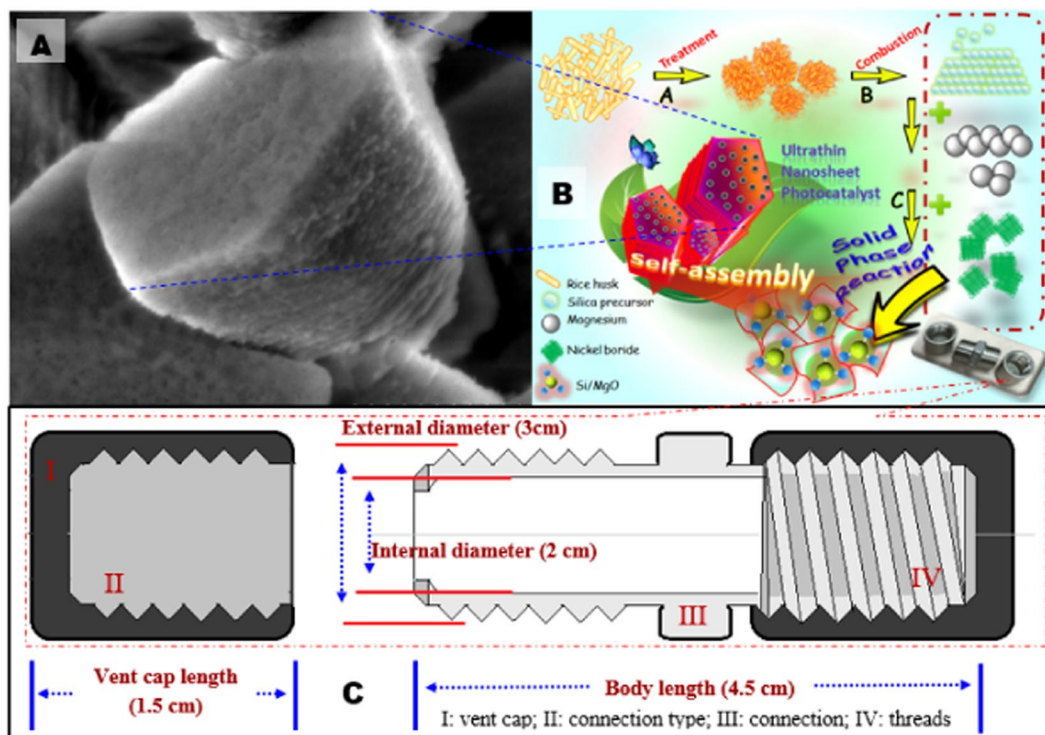 A
Treatment
A
Combustion
B
B
Ultrathin
Nanosheet
Photocatalyst
C
Self-assembly
Solid
Phase
reaction
Rice husk
Silica precursor
Magnesium
Nickel boride
Si/MgO
I
II
External diameter (3cm)
Internal diameter (2 cm)
III
IV
Vent cap length
(1.5 cm)
C
Body length (4.5 cm)
I: vent cap; II: connection type; III: connection; IV: threads